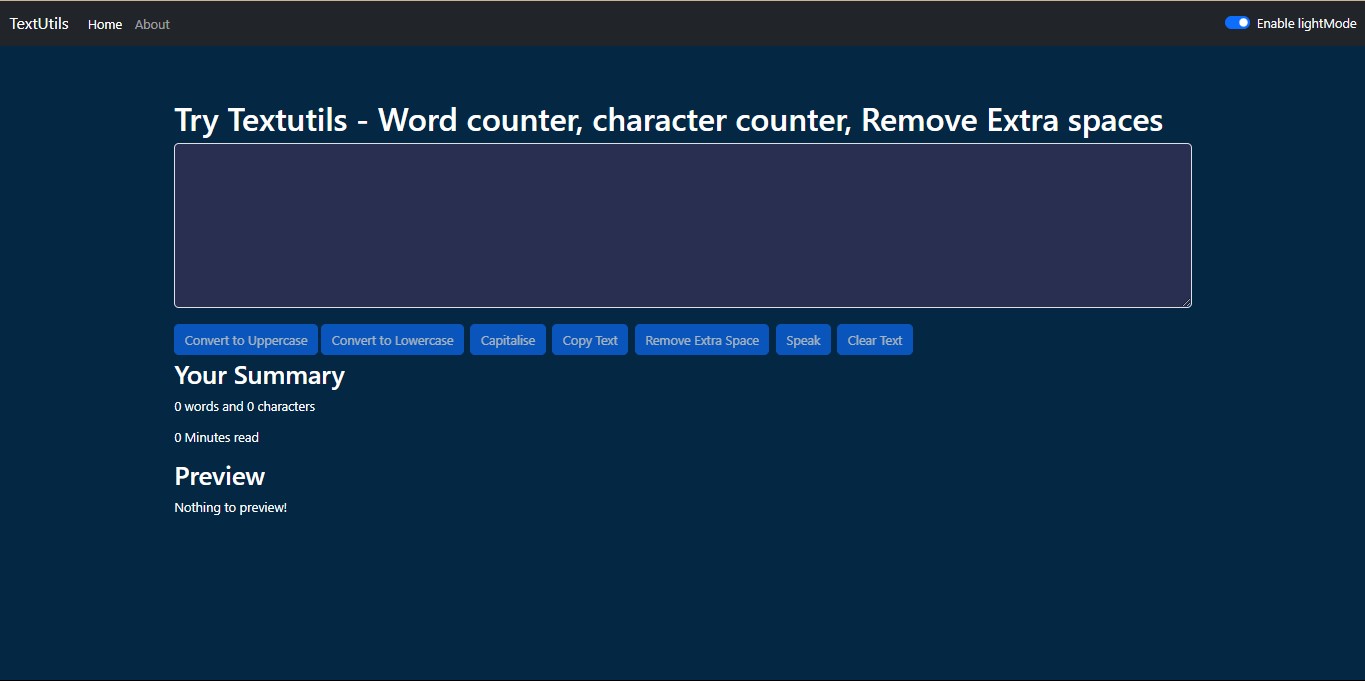 TextUtils Home About Enable lightMode
Try Textutils - Word counter, character counter, Remove Extra spaces
Convert to Uppercase Convert to Lowercase Capitalise Copy Text Remove Extra Space Speak Clear Text
Your Summary
0 words and 0 characters
0 Minutes read
Preview
Nothing to preview!